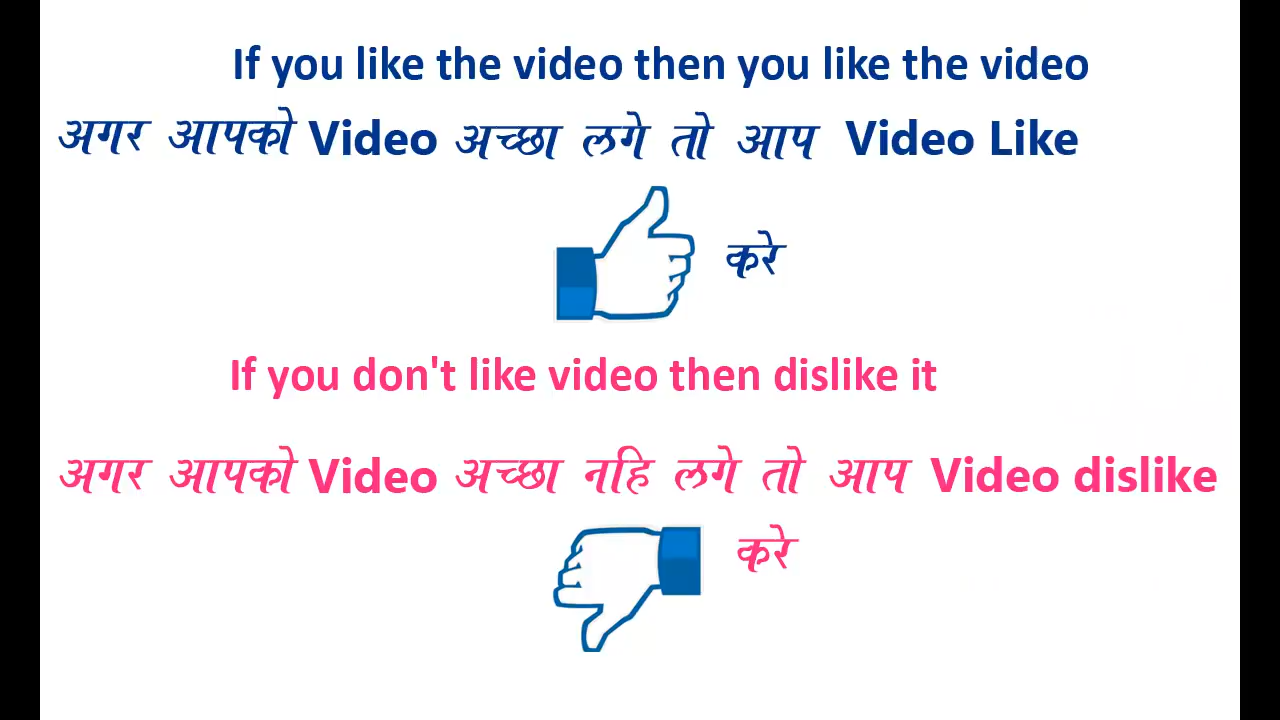 If you like the video then you like the video
अगर आपको Video अच्छा लगे तो आप Video Like
करे
If you don't like video then dislike it
अगर आपको Video अच्छा नहि लगे तो आप Video dislike
करे